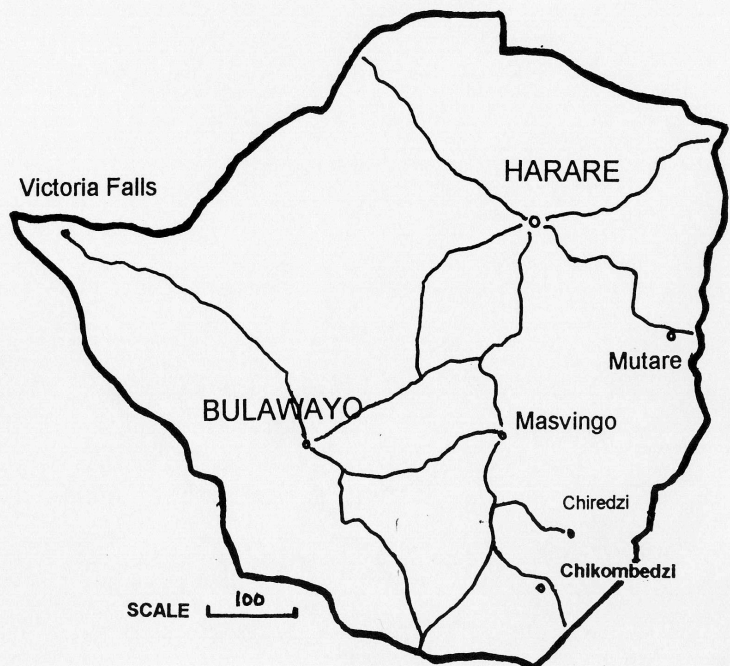 HARARE
Victoria Falls
Mutare
BULAWAYO
Masvingo
Chiredzi
Chikombedzi
SCALE 100